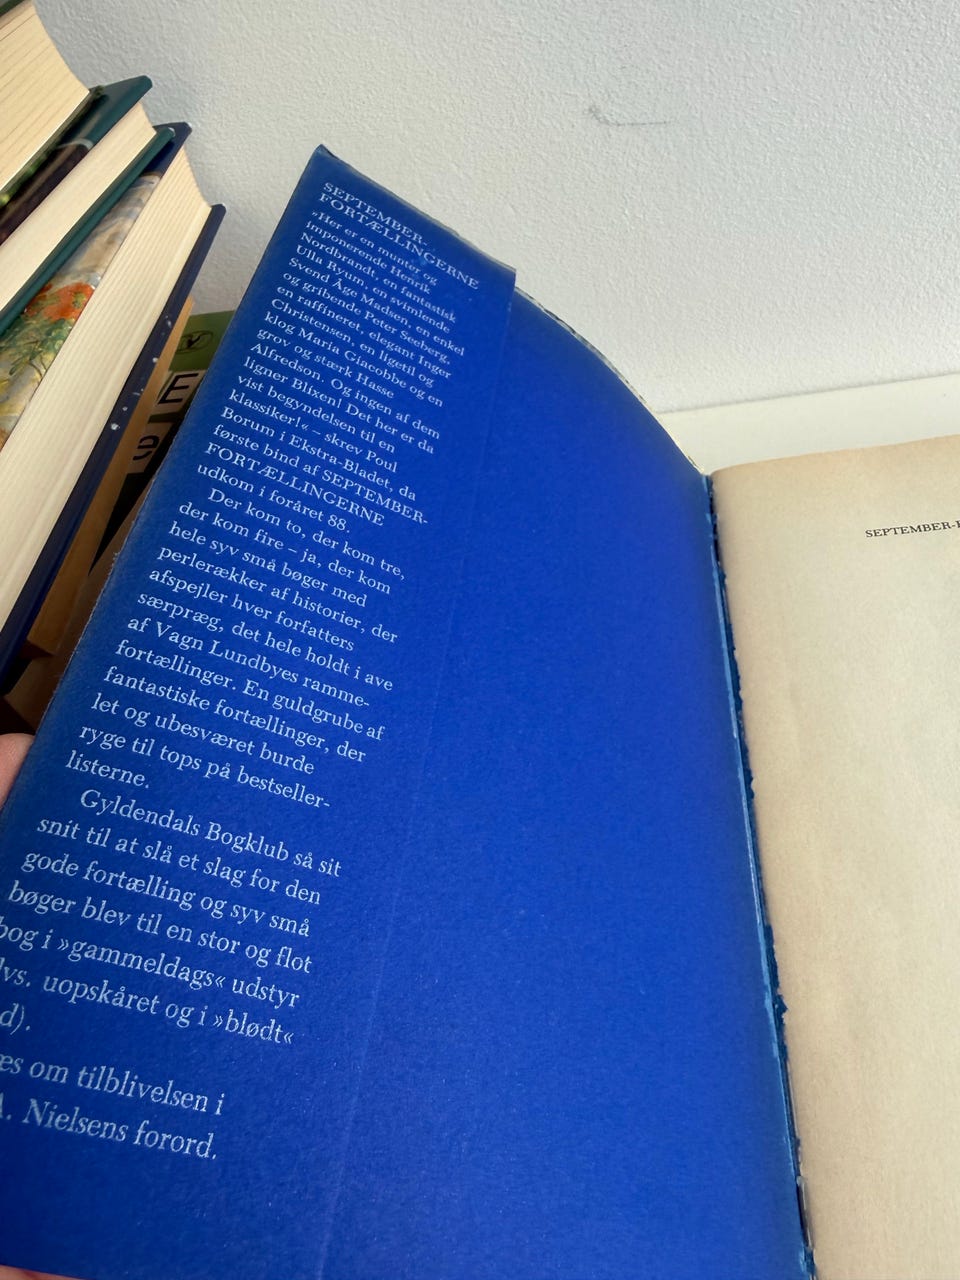 SEPTEMBER-
FORTÆLLINGERNE
»Her er en munter og
imponerende Henrik
Nordbrandt, en fantastisk
Ulla Ryum, en svimlende
Svend Åge Madsen, en enkel
og gribende Peter Seeberg,
en raffineret, elegant Inger
Christensen, en ligetil og
klog Maria Giacobbe og en
grov og stærk Hasse
Alfredson. Og ingen af dem
ligner Blixen! Det her er da
vist begyndelsen til en
klassiker!« – skrev Poul
Borum i Ekstra-Bladet, da
første bind af SEPTEMBER-
FORTÆLLINGERNE
udkom i foråret 88.
Der kom to, der kom tre,
der kom fire – ja, der kom
hele syv små bøger med
perlerækker af historier, der
afspejler hver forfatters
særpræg, det hele holdt i ave
af Vagn Lundbyes ramme-
fortællinger. En guldgrube af
fantastiske fortællinger, der
let og ubesværet burde
ryge til tops på bestseller-
listerne.
Gyldendals Bogklub så sit
snit til at slå et slag for den
gode fortælling og syv små
bøger blev til en stor og flot
bog i »gammeldags« udstyr
lvs. uopskåret og i »blødt«
d).
æs om tilblivelsen i
A. Nielsens forord.
SEPTEMBER-F
E
e